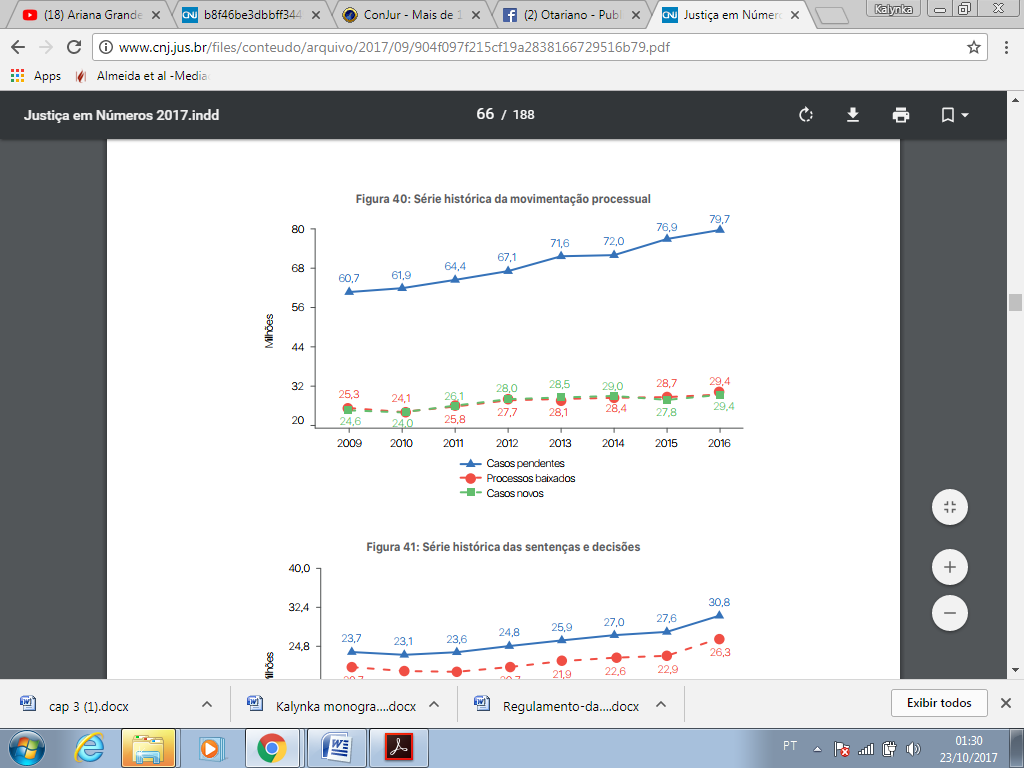 (18) Ariana Grande
b8f46be3dbbff344
ConJur - Mais de 1
(2) Otariano - Publ
Justiça em Númer
Kalynka
www.cnj.jus.br/files/conteudo/arquivo/2017/09/904f097f215cf19a2838166729516b79.pdf
Apps
Almeida et al -Media
Justiça em Números 2017.indd
66 / 188
Figura 40: Série histórica da movimentação processual
80
68
56
44
32
20
Milhões
60,7 61,9 64,4 67,1 71,6 72,0 76,9 79,7
25,3 24,1 26,1 28,0 28,5 29,0 28,7 29,4
24,6 24,0 25,8 27,7 28,1 28,4 27,8 29,4
2009 2010 2011 2012 2013 2014 2015 2016
Casos pendentes
Processos baixados
Casos novos
Figura 41: Série histórica das sentenças e decisões
40,0
32,4
24,8
23,7 23,1 23,6 24,8 25,9 27,0 27,6 30,8
21,9 22,6 22,9 26,3
cap 3 (1).docx
Kalynka monogra....docx
Regulamento-da....docx
Exibir todos
PT
01:30
23/10/2017